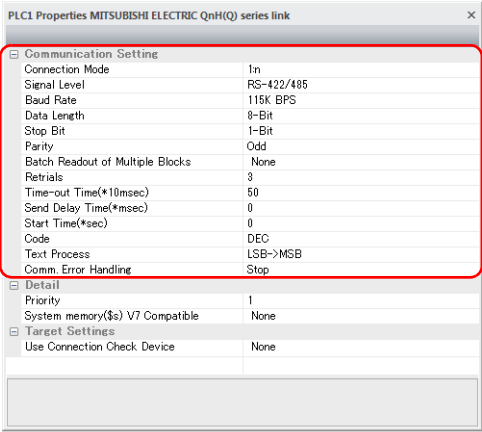 PLC1 Properties MITSUBISHI ELECTRIC QnH(Q) series link
Communication Setting
Connection Mode 1:n
Signal Level RS-422/485
Baud Rate 115K BPS
Data Length 8-Bit
Stop Bit 1-Bit
Parity Odd
Batch Readout of Multiple Blocks None
Retrials 3
Time-out Time(*10msec) 50
Send Delay Time(*msec) 0
Start Time(*sec) 0
Code DEC
Text Process LSB->MSB
Comm. Error Handling Stop
Detail
Priority 1
System memory($s) V7 Compatible None
Target Settings
Use Connection Check Device None